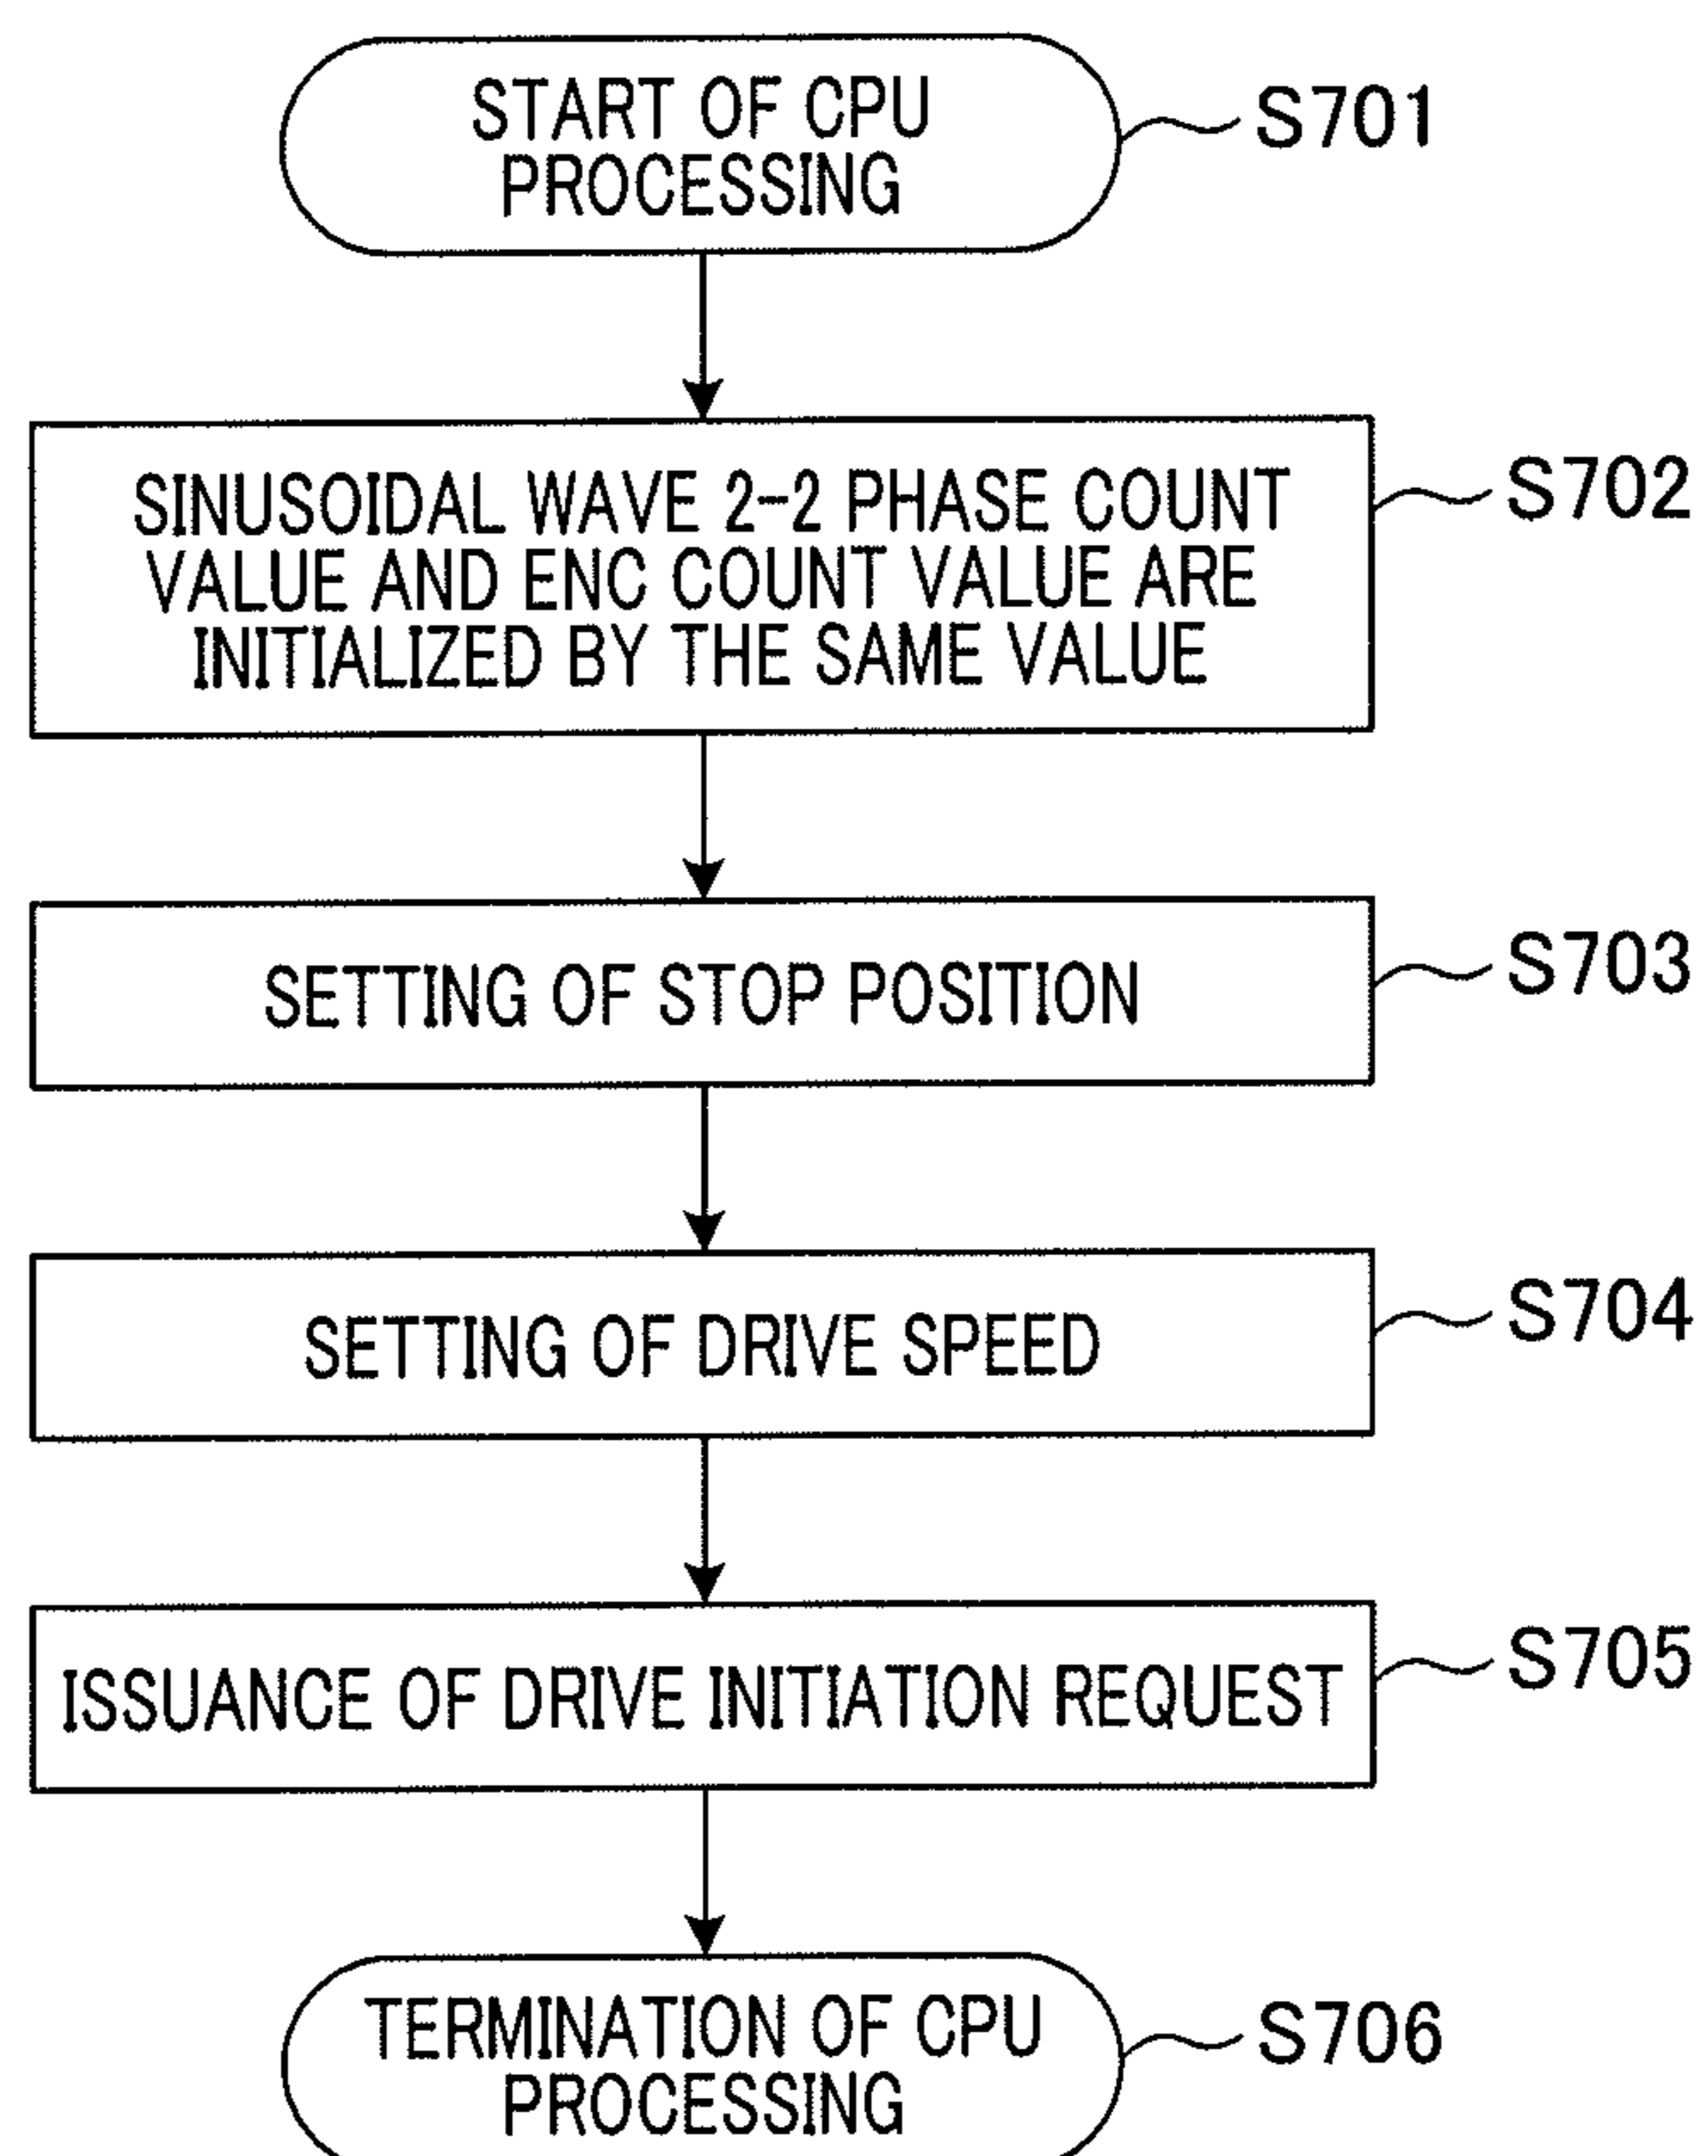 START OF CPU
PROCESSING
S701
SINUSOIDAL WAVE 2-2 PHASE COUNT
VALUE AND ENC COUNT VALUE ARE
INITIALIZED BY THE SAME VALUE
S702
SETTING OF STOP POSITION
S703
SETTING OF DRIVE SPEED
S704
ISSUANCE OF DRIVE INITIATION REQUEST
S705
TERMINATION OF CPU
PROCESSING
S706